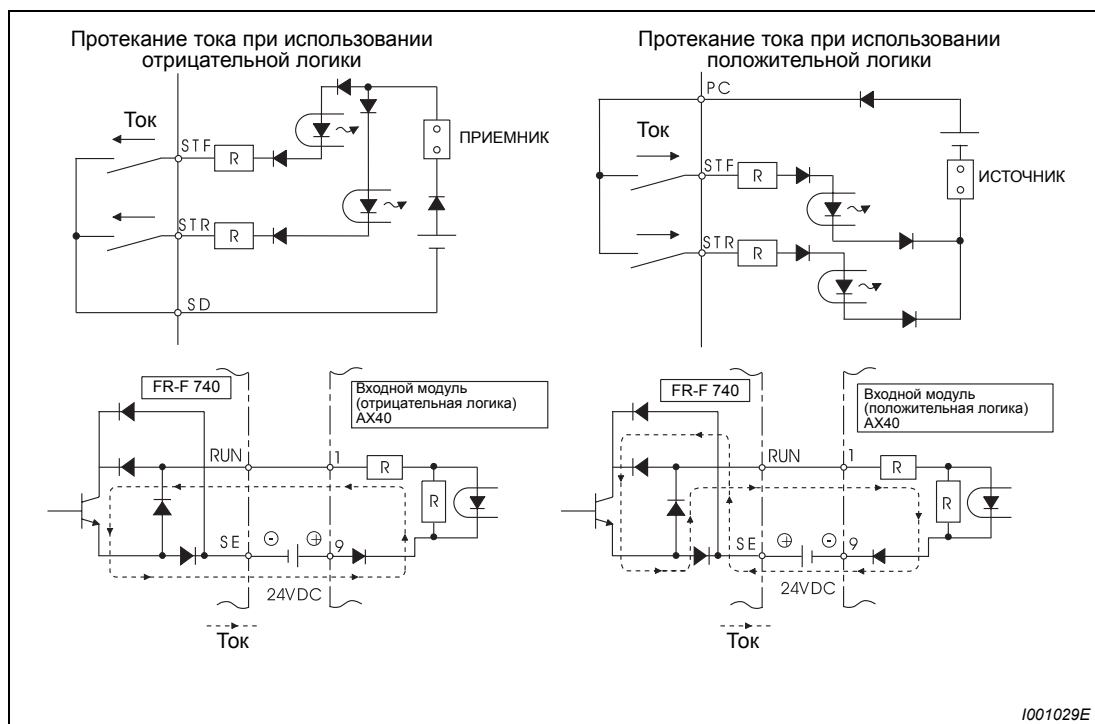 Протекание тока при использовании
отрицательной логики
Ток
STF
R
STR
R
SD
ПРИЕМНИК
Протекание тока при использовании
положительной логики
PC
Ток
STF
R
STR
R
ИСТОЧНИК
FR-F 740
Входной модуль
(отрицательная логика)
AX40
RUN
1
R
R
SE
9
24VDC
Ток
FR-F 740
Входной модуль
(положительная логика)
AX40
RUN
1
R
R
SE
9
24VDC
Ток
I001029E